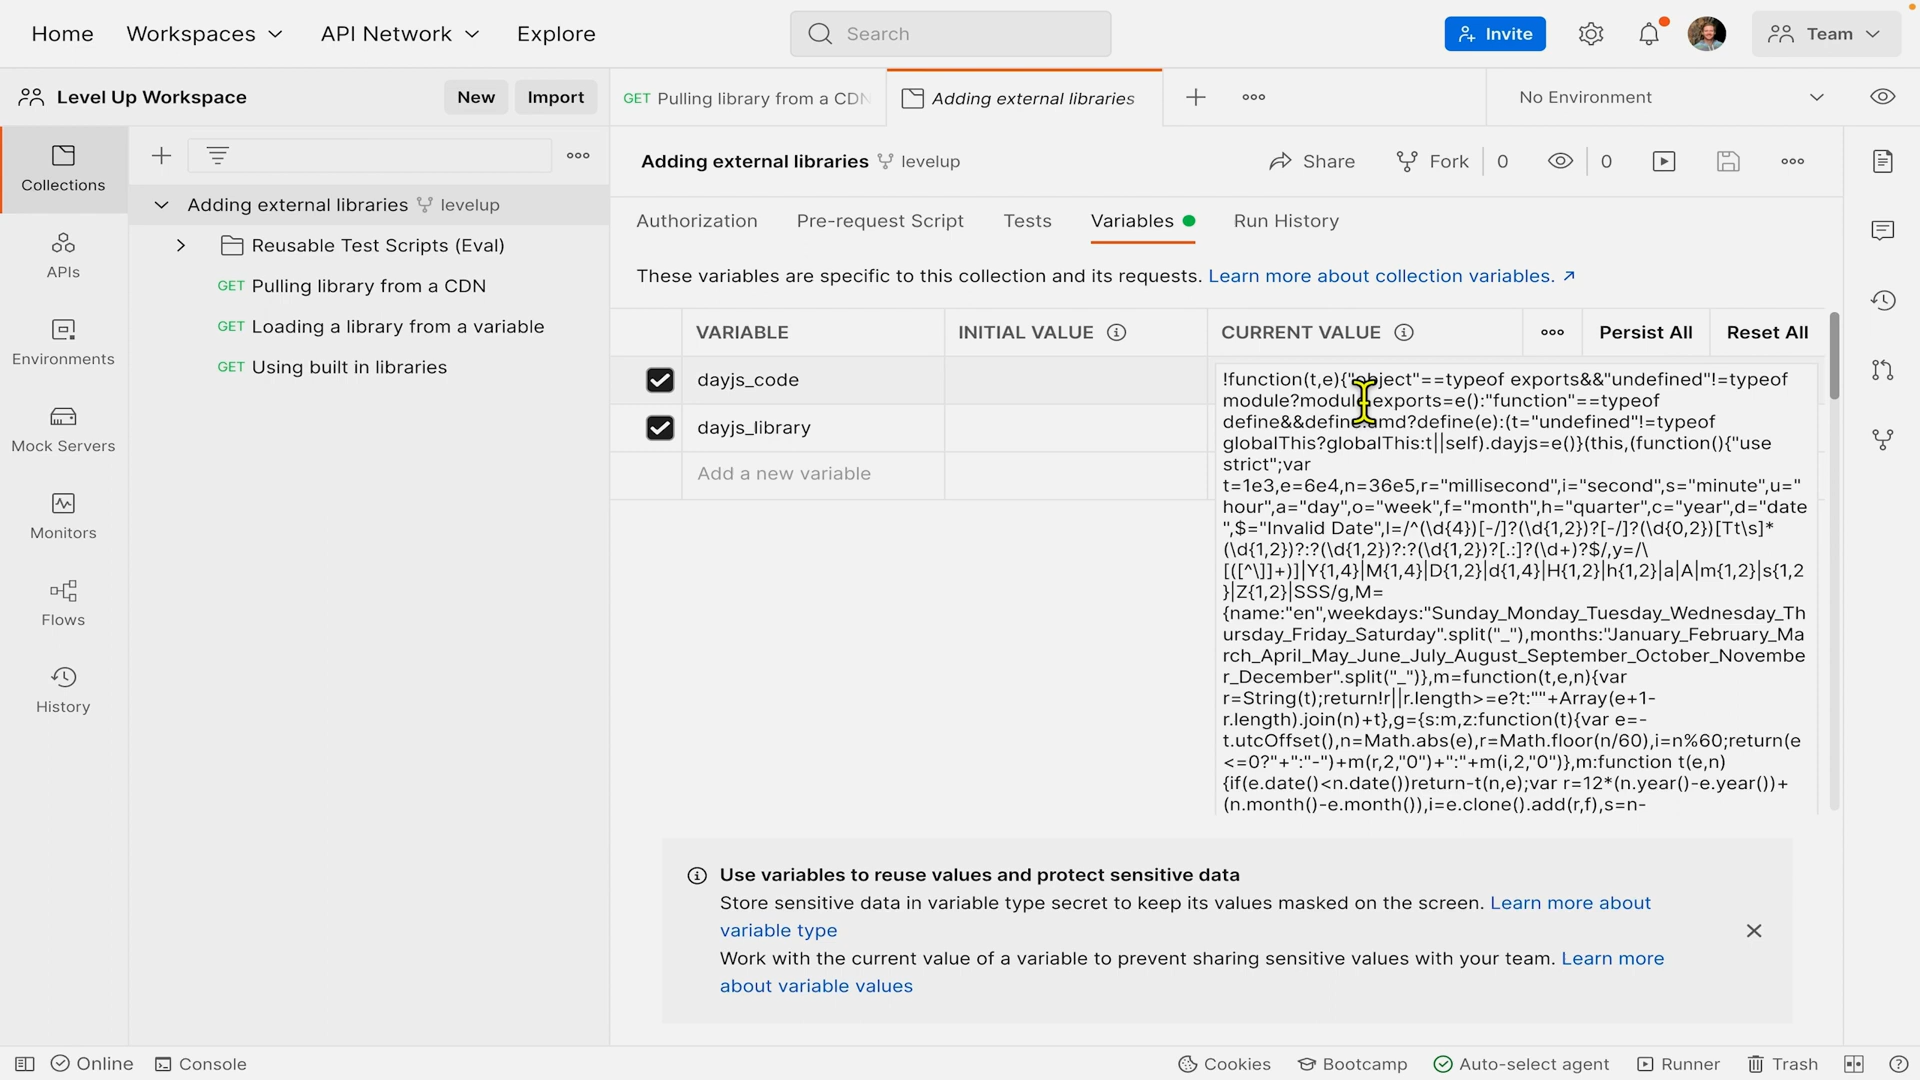 Home Workspaces API Network Explore Search Invite Team
Level Up Workspace New Import GET Pulling library from a CDN Adding external libraries No Environment
Adding external libraries levelup Share Fork 0 0
Collections
Adding external libraries levelup
Authorization Pre-request Script Tests Variables Run History
Reusable Test Scripts (Eval)
APIs
GET Pulling library from a CDN
These variables are specific to this collection and its requests. Learn more about collection variables. ↗
GET Loading a library from a variable
VARIABLE INITIAL VALUE CURRENT VALUE Persist All Reset All
Environments
GET Using built in libraries
dayjs_code
dayjs_library
Add a new variable
!function(t,e){"object"==typeof exports&&"undefined"!=typeof
module?module.exports=e():"function"==typeof
define&&define.amd?define(e):(t="undefined"!=typeof
globalThis?globalThis:t||self).dayjs=e()}(this,(function(){"use
strict";var
t=1e3,e=6e4,n=36e5,r="millisecond",i="second",s="minute",u="
hour",a="day",o="week",f="month",h="quarter",c="year",d="date
",$="Invalid Date",l=/^(\d{4})[-/]?(\d{1,2})?[-/]?(\d{0,2})[Tt\s]*
(\d{1,2})?:?(\d{1,2})?:?(\d{1,2})?[.:]?(\d+)?$/,y=/\
[([^\]]+)]|Y{1,4}|M{1,4}|D{1,2}|d{1,4}|H{1,2}|h{1,2}|a|A|m{1,2}|s{1,2
}|Z{1,2}|SSS/g,M=
{name:"en",weekdays:"Sunday_Monday_Tuesday_Wednesday_Th
ursday_Friday_Saturday".split("_"),months:"January_February_Ma
rch_April_May_June_July_August_September_October_Novembe
r_December".split("_")},m=function(t,e,n){var
r=String(t);return!r||r.length>=e?t:""+Array(e+1-
r.length).join(n)+t},g={s:m,z:function(t){var e=-
t.utcOffset(),n=Math.abs(e),r=Math.floor(n/60),i=n%60;return(e
<=0?"+":"-")+m(r,2,"0")+":"+m(i,2,"0")},m:function t(e,n)
{if(e.date()<n.date())return-t(n,e);var r=12*(n.year()-e.year())+
(n.month()-e.month()),i=e.clone().add(r,f),s=n-
Mock Servers
Monitors
Flows
History
Use variables to reuse values and protect sensitive data
Store sensitive data in variable type secret to keep its values masked on the screen. Learn more about
variable type
Work with the current value of a variable to prevent sharing sensitive values with your team. Learn more
about variable values
Online Console Cookies Bootcamp Auto-select agent Runner Trash